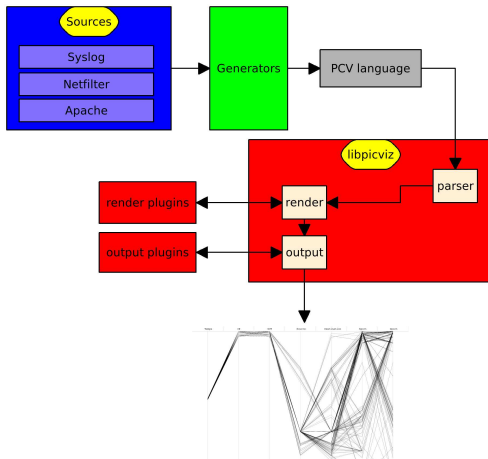 Sources
Syslog
Netfilter
Apache
Generators
PCV language
libpicviz
parser
render plugins
render
output plugins
output